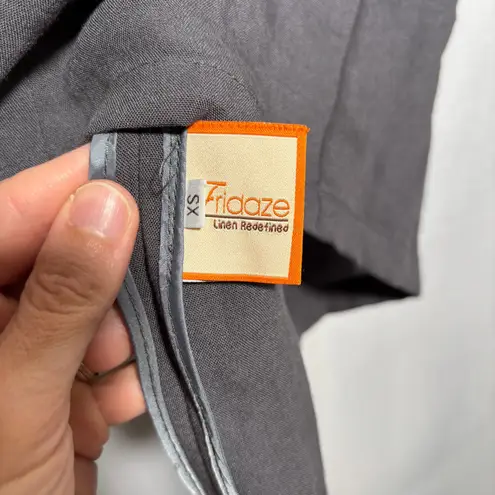 Fridaze
Linen Redefined
XS